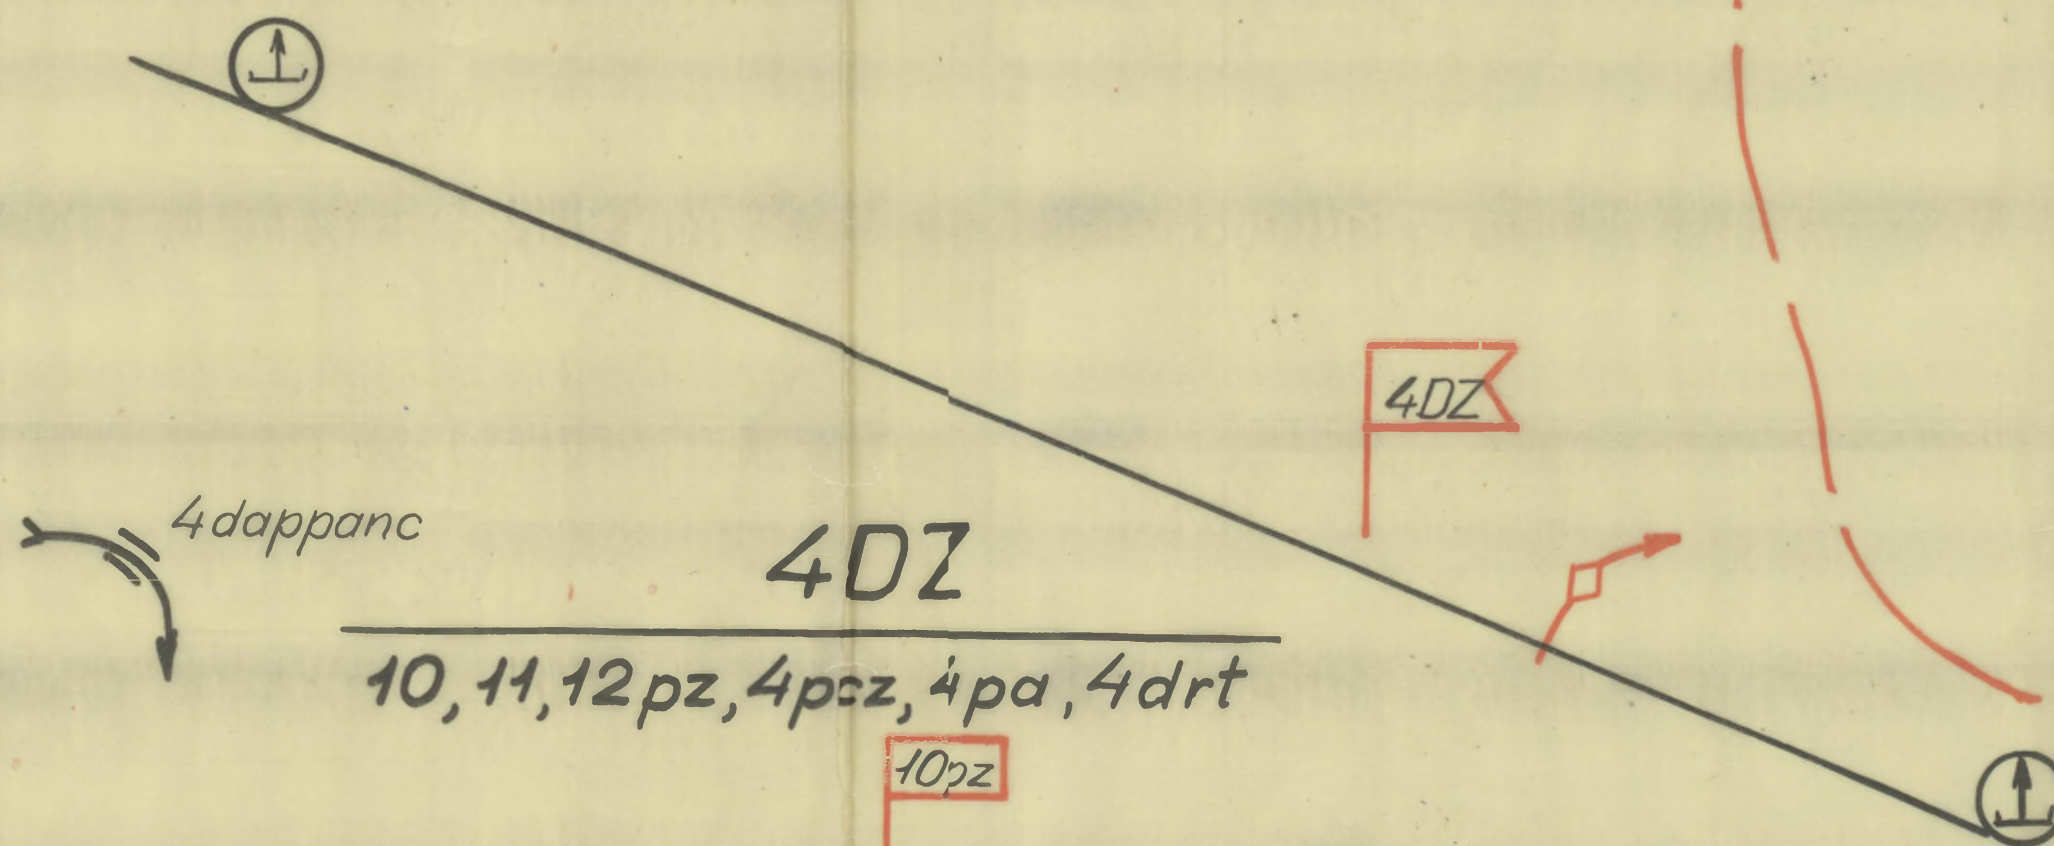 4DZ
4dappanc
4DZ
10, 11, 12pz, 4pcz, 4pa, 4drt
10pz